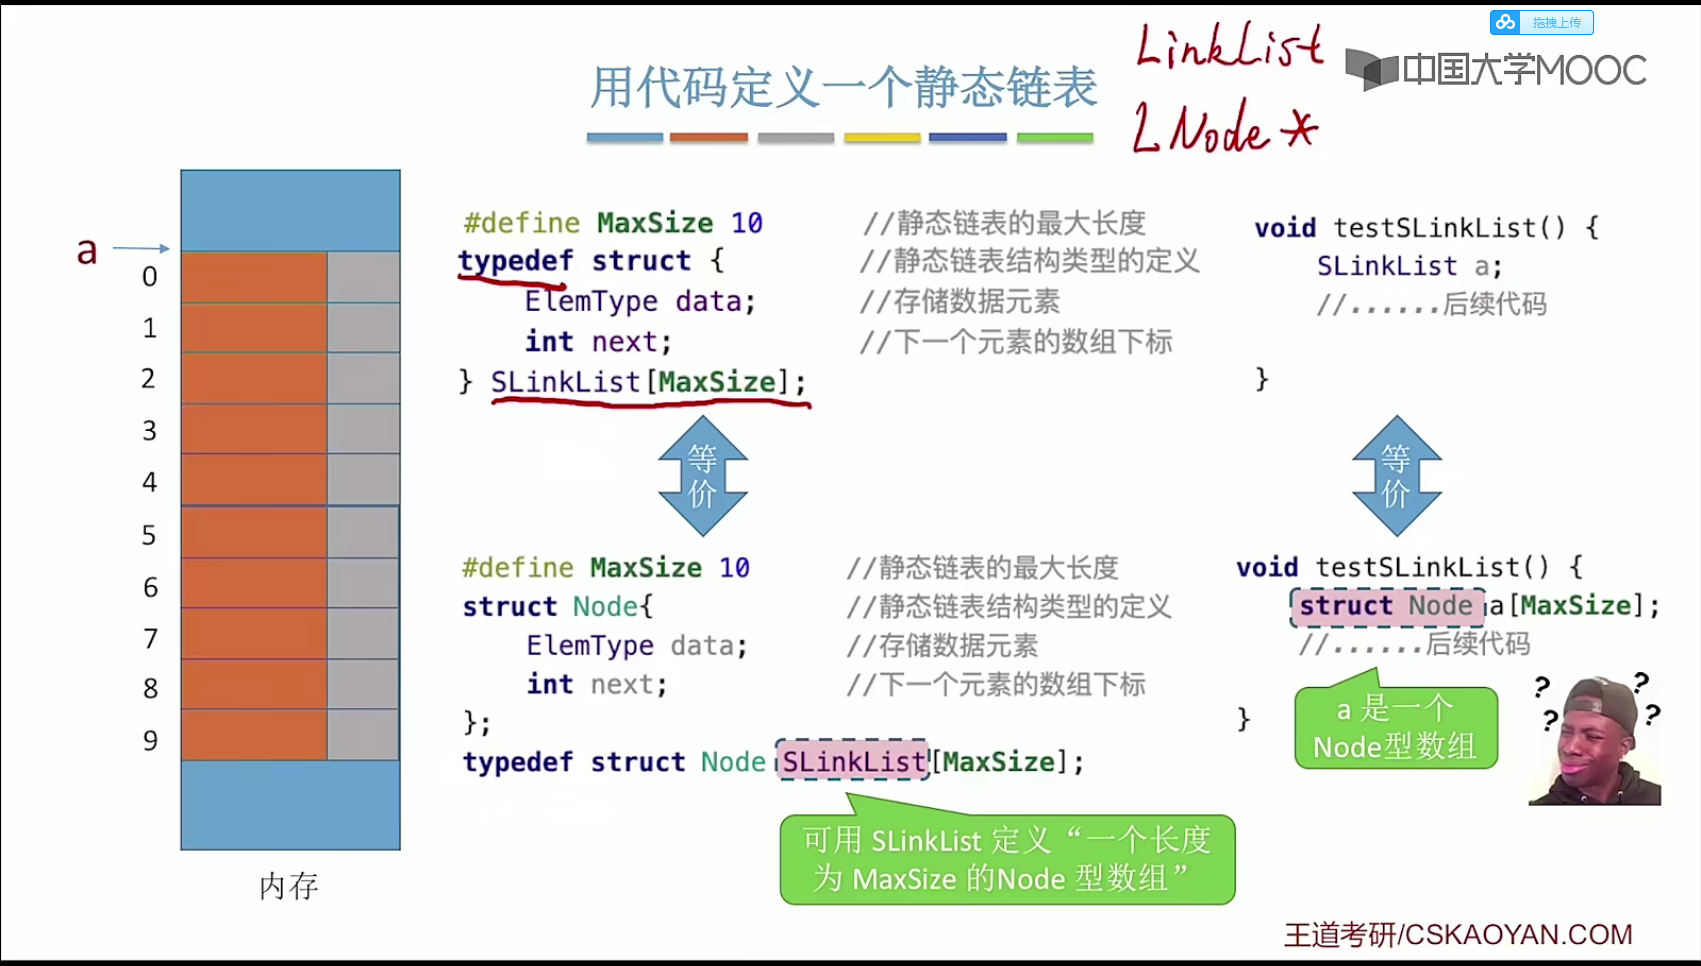 拖拽上传
LinkList
LNode *
中国大学MOOC
用代码定义一个静态链表
a
0
1
2
3
4
5
6
7
8
9
内存
#define MaxSize 10 //静态链表的最大长度
typedef struct { //静态链表结构类型的定义
ElemType data; //存储数据元素
int next; //下一个元素的数组下标
} SLinkList[MaxSize];
void testSLinkList() {
SLinkList a;
//......后续代码
}
等价
等价
#define MaxSize 10 //静态链表的最大长度
struct Node{ //静态链表结构类型的定义
ElemType data; //存储数据元素
int next; //下一个元素的数组下标
};
typedef struct Node SLinkList[MaxSize];
可用 SLinkList 定义“一个长度
为 MaxSize 的Node 型数组”
void testSLinkList() {
struct Node a[MaxSize];
//......后续代码
}
a 是一个
Node型数组
? ?
? ?
王道考研/CSKAOYAN.COM